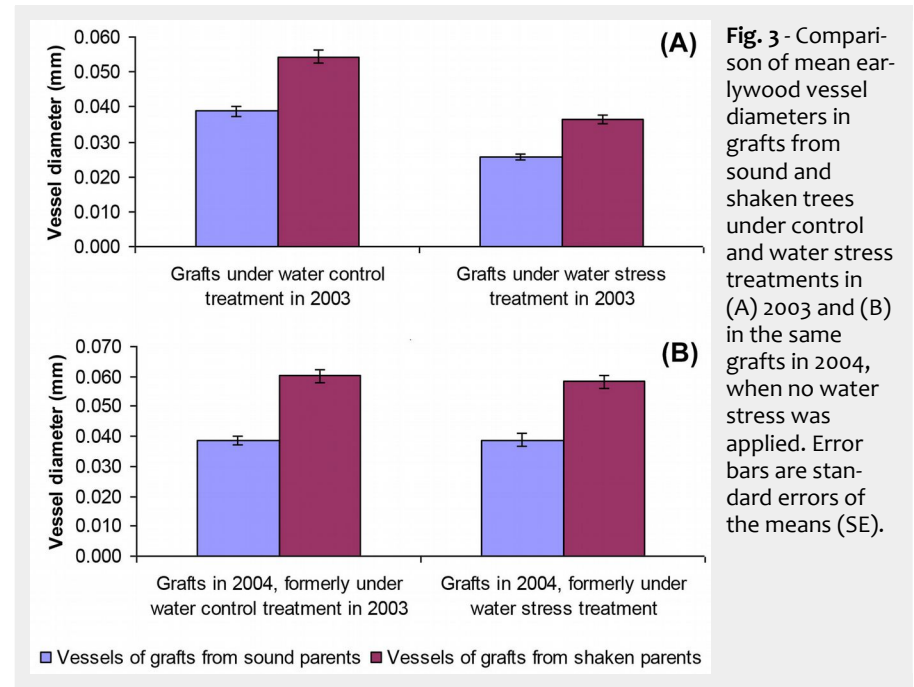 (A)
Vessel diameter (mm)
0.060
0.050
0.040
0.030
0.020
0.010
0.000
Grafts under water control
treatment in 2003
Grafts under water stress
treatment in 2003
(B)
Vessel diameter (mm)
0.070
0.060
0.050
0.040
0.030
0.020
0.010
0.000
Grafts in 2004, formerly under
water control treatment in 2003
Grafts in 2004, formerly under
water stress treatment
Vessels of grafts from sound parents
Vessels of grafts from shaken parents
Fig. 3 - Compari-
son of mean ear-
lywood vessel
diameters in
grafts from
sound and
shaken trees
under control
and water stress
treatments in
(A) 2003 and (B)
in the same
grafts in 2004,
when no water
stress was
applied. Error
bars are stan-
dard errors of
the means (SE).